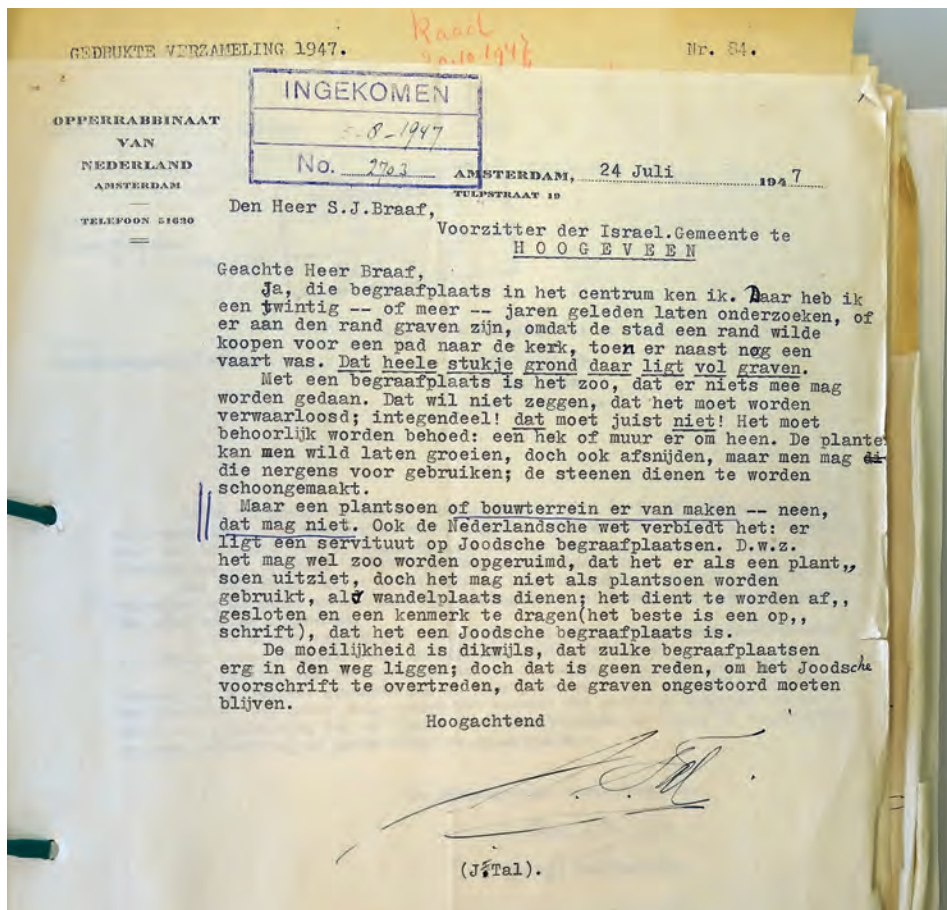 GEDRUKTE VERZAMELING 1947.
Raad
20.10.1947
Nr. 84.
INGEKOMEN
-8-1947
No. 2703
OPPERRABBINAAT
VAN
NEDERLAND
AMSTERDAM
TELEFOON 51620
AMSTERDAM, 24 Juli 1947
TULPSTRAAT 19
Den Heer S.J.Braaf,
Voorzitter der Israel.Gemeente te
HOOGEVEEN
Geachte Heer Braaf,
Ja, die begraafplaats in het centrum ken ik. Daar heb ik
een twintig -- of meer -- jaren geleden laten onderzoeken, of
er aan den rand graven zijn, omdat de stad een rand wilde
koopen voor een pad naar de kerk, toen er naast nog een
vaart was. Dat heele stukje grond daar ligt vol graven.
Met een begraafplaats is het zoo, dat er niets mee mag
worden gedaan. Dat wil niet zeggen, dat het moet worden
verwaarloosd; integendeel! dat moet juist niet! Het moet
behoorlijk worden behoed: een hek of muur er om heen. De plante
kan men wild laten groeien, doch ook afsnijden, maar men mag di
die nergens voor gebruiken; de steenen dienen te worden
schoongemaakt.
Maar een plantsoen of bouwterrein er van maken -- neen,
dat mag niet. Ook de Nederlandsche wet verbiedt het: er
ligt een servituut op Joodsche begraafplaatsen. D.w.z.
het mag wel zoo worden opgeruimd, dat het er als een plant,,
soen uitziet, doch het mag niet als plantsoen worden
gebruikt, als wandelplaats dienen; het dient te worden af,,
gesloten en een kenmerk te dragen(het beste is een op,,
schrift), dat het een Joodsche begraafplaats is.
De moeilijkheid is dikwijls, dat zulke begraafplaatsen
erg in den weg liggen; doch dat is geen reden, om het Joodsche
voorschrift te overtreden, dat de graven ongestoord moeten
blijven.
Hoogachtend
(J.Tal).